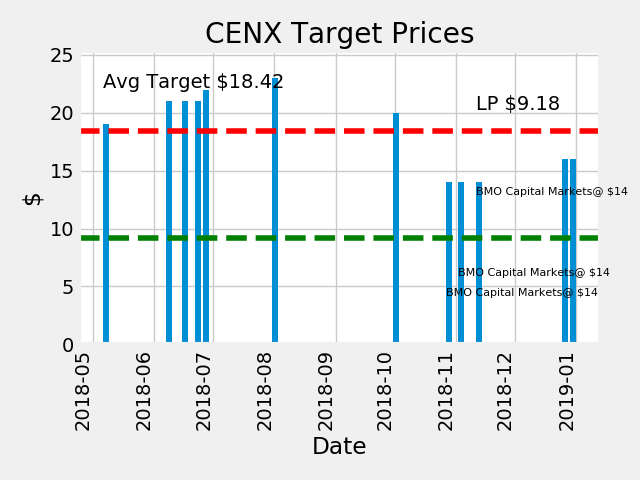 CENX Target Prices
25
Avg Target $18.42
LP $9.18
20
15
BMO Capital Markets@ $14
10
BMO Capital Markets@ $14
5
BMO Capital Markets@ $14
0
$
2018-05
2018-06
2018-07
2018-08
2018-09
2018-10
2018-11
2018-12
2019-01
Date